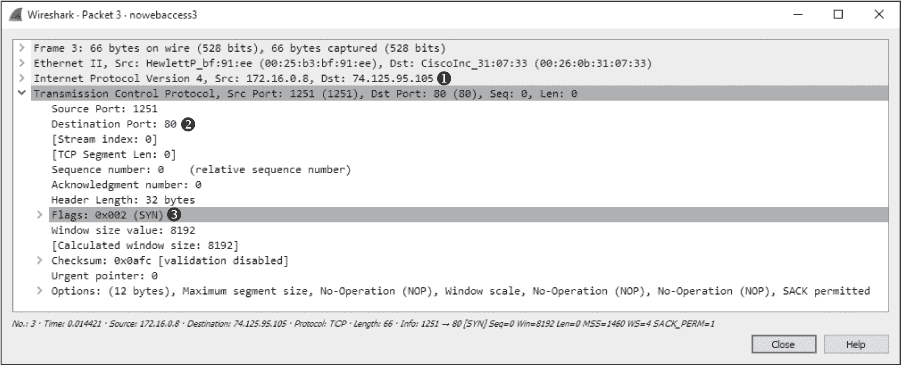 Wireshark · Packet 3 · nowebaccess3
Frame 3: 66 bytes on wire (528 bits), 66 bytes captured (528 bits)
Ethernet II, Src: HewlettP_bf:91:ee (00:25:b3:bf:91:ee), Dst: CiscoInc_31:07:33 (00:26:0b:31:07:33)
Internet Protocol Version 4, Src: 172.16.0.8, Dst: 74.125.95.105 ❶
Transmission Control Protocol, Src Port: 1251 (1251), Dst Port: 80 (80), Seq: 0, Len: 0
Source Port: 1251
Destination Port: 80 ❷
[Stream index: 0]
[TCP Segment Len: 0]
Sequence number: 0    (relative sequence number)
Acknowledgment number: 0
Header Length: 32 bytes
Flags: 0x002 (SYN) ❸
Window size value: 8192
[Calculated window size: 8192]
Checksum: 0x0afc [validation disabled]
Urgent pointer: 0
Options: (12 bytes), Maximum segment size, No-Operation (NOP), Window scale, No-Operation (NOP), No-Operation (NOP), SACK permitted
No.: 3 · Time: 0.014421 · Source: 172.16.0.8 · Destination: 74.125.95.105 · Protocol: TCP · Length: 66 · Info: 1251 → 80 [SYN] Seq=0 Win=8192 Len=0 MSS=1460 WS=4 SACK_PERM=1
Close Help